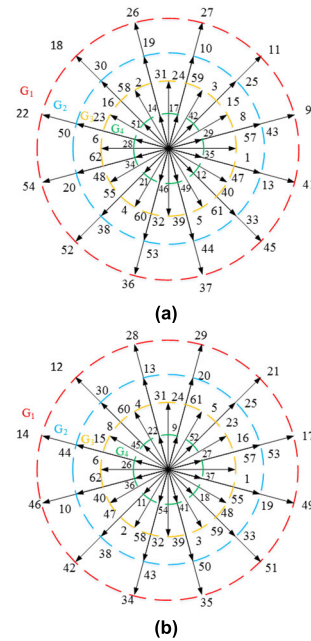 26 27
18 19 10 11
30 58 2 31 24 59 3 25
G₁ 16 14 17 42 15 9
22 G₂ G₃ 23 51 29 8 43
50 G₄ 6 28 35 57
54 20 62 34 1 13 41
48 21 46 49 12 47
55 40
52 38 4 60 32 39 5 61 33 45
53 44
36 37
(a)
28 29
12 13 20 21
30 60 4 31 24 61 5 25
G₁ 15 22 9 52 23
14 G₂ G₃ 8 45 27 16 17
44 G₄ 6 26 37 57 53
46 10 62 36 1 19 49
40 11 54 41 18 55
47 48
42 38 2 58 32 39 3 59 33 51
43 50
34 35
(b)